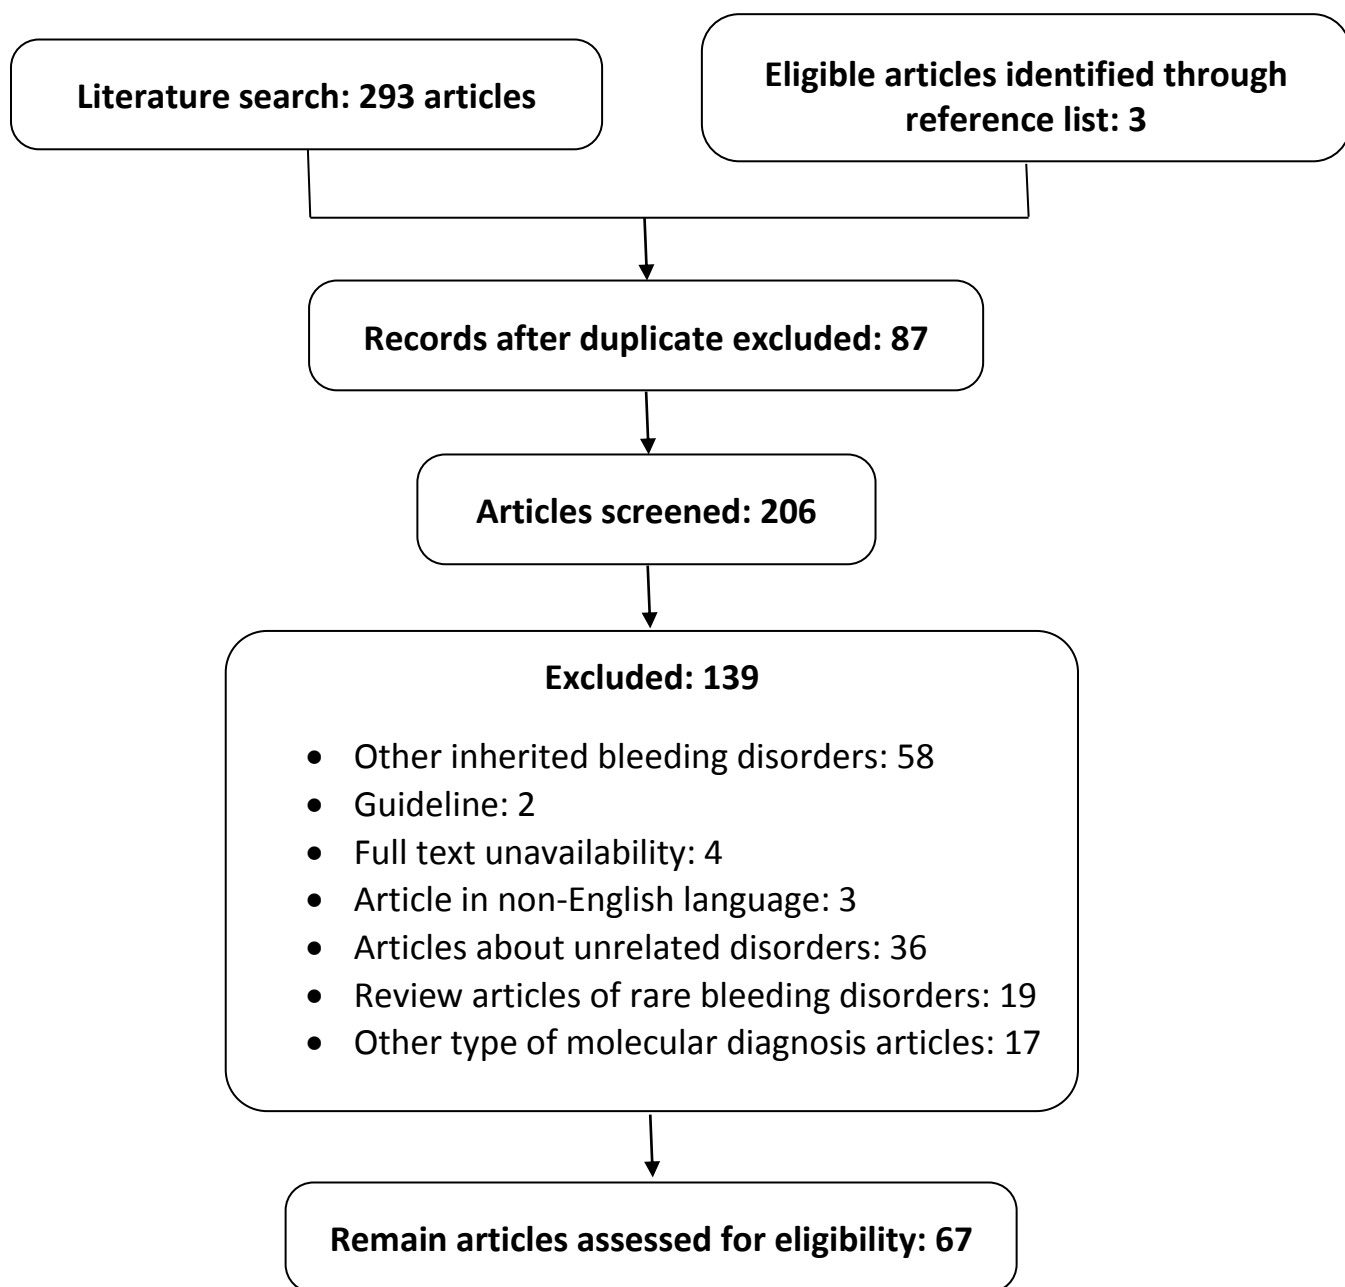 Literature search: 293 articles
Eligible articles identified through
reference list: 3
Records after duplicate excluded: 87
Articles screened: 206
Excluded: 139
• Other inherited bleeding disorders: 58
• Guideline: 2
• Full text unavailability: 4
• Article in non-English language: 3
• Articles about unrelated disorders: 36
• Review articles of rare bleeding disorders: 19
• Other type of molecular diagnosis articles: 17
Remain articles assessed for eligibility: 67